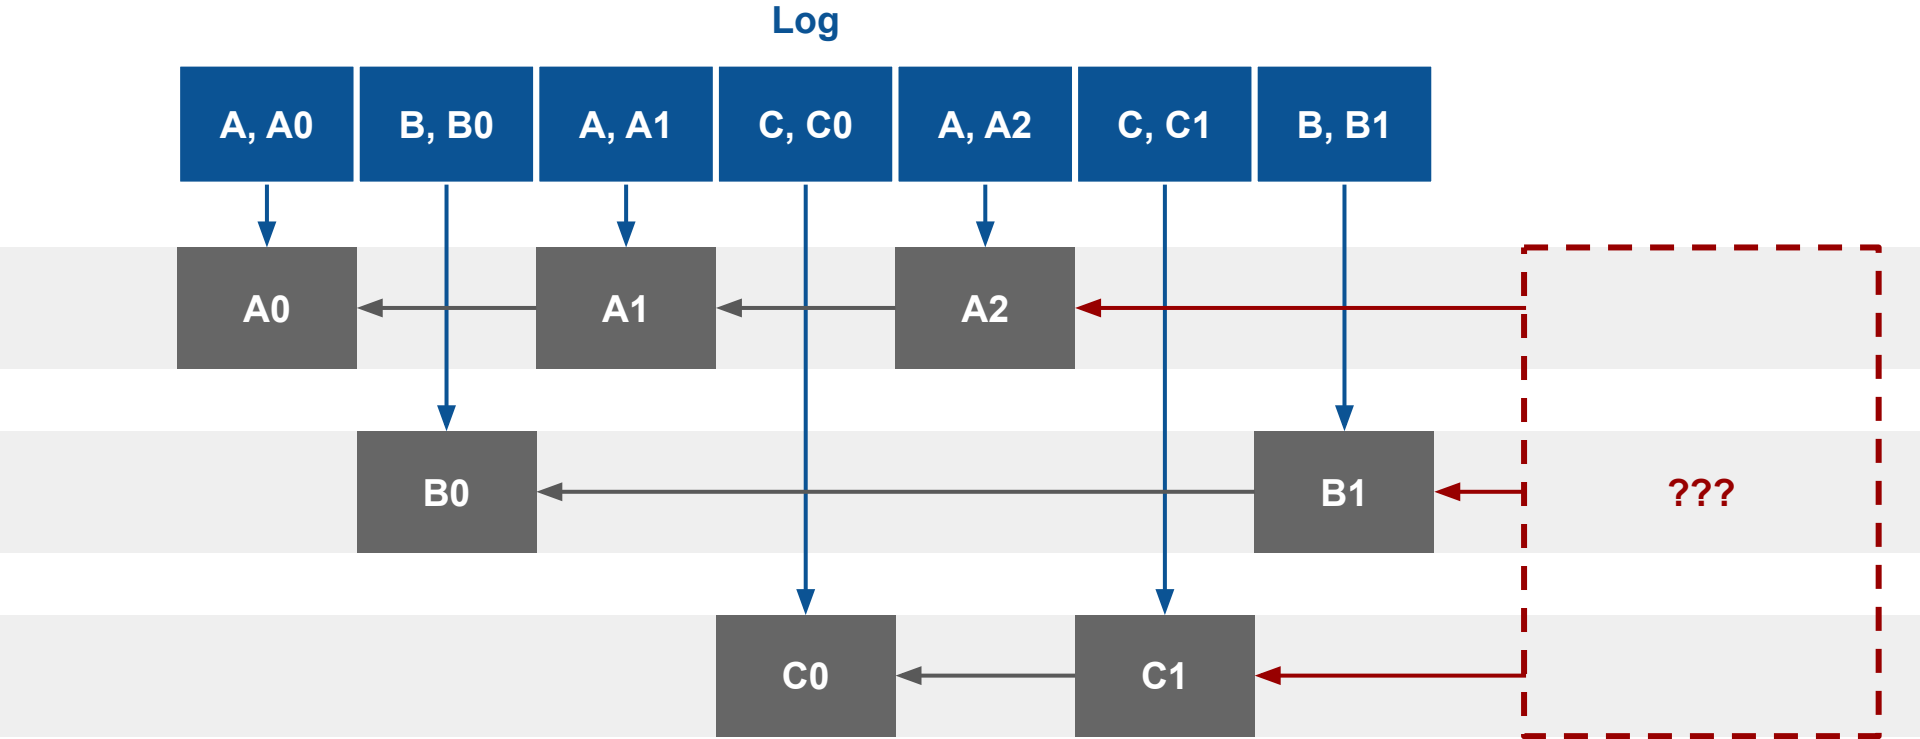 Log
A, A0
B, B0
A, A1
C, C0
A, A2
C, C1
B, B1
A0
A1
A2
B0
B1
???
C0
C1